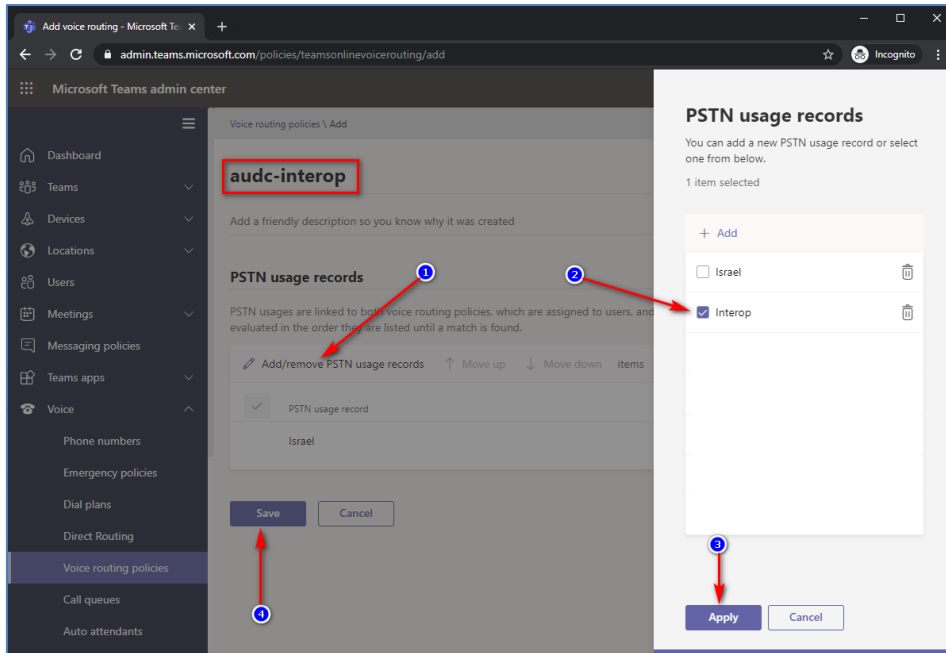 Add voice routing - Microsoft Te
admin.teams.microsoft.com/policies/teamsonlinevoicerouting/add
Incognito
Microsoft Teams admin center
Dashboard
Teams
Devices
Locations
Users
Meetings
Messaging policies
Teams apps
Voice
Phone numbers
Emergency policies
Dial plans
Direct Routing
Voice routing policies
Call queues
Auto attendants
Voice routing policies \ Add
audc-interop
Add a friendly description so you know why it was created
PSTN usage records
PSTN usages are linked to both voice routing policies, which are assigned to users, and
evaluated in the order they are listed until a match is found.
Add/remove PSTN usage records Move up Move down items
PSTN usage record
Israel
Save Cancel
1
2
3
4
PSTN usage records
You can add a new PSTN usage record or select
one from below.
1 item selected
+ Add
Israel
Interop
Apply Cancel